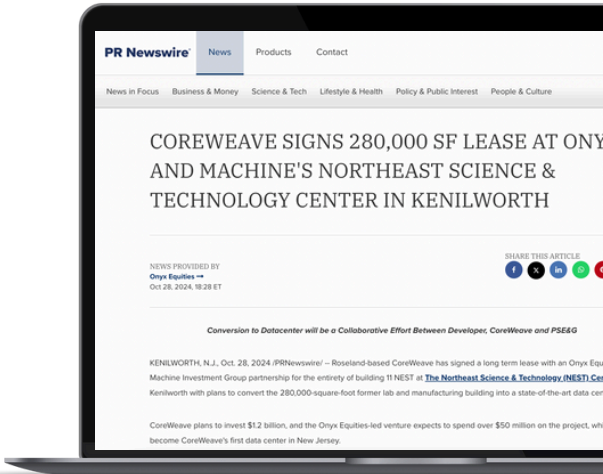 PR Newswire News Products Contact
News in Focus Business & Money Science & Tech Lifestyle & Health Policy & Public Interest People & Culture
COREWEAVE SIGNS 280,000 SF LEASE AT ONY
AND MACHINE'S NORTHEAST SCIENCE &
TECHNOLOGY CENTER IN KENILWORTH
SHARE THIS ARTICLE
NEWS PROVIDED BY
Onyx Equities →
Oct 28, 2024, 18:28 ET
Conversion to Datacenter will be a Collaborative Effort Between Developer, CoreWeave and PSE&G
KENILWORTH, N.J., Oct. 28, 2024 /PRNewswire/ -- Roseland-based CoreWeave has signed a long term lease with an Onyx Equ
Machine Investment Group partnership for the entirety of building 11 NEST at The Northeast Science & Technology (NEST) Cen
Kenilworth with plans to convert the 280,000-square-foot former lab and manufacturing building into a state-of-the-art data cen
CoreWeave plans to invest $1.2 billion, and the Onyx Equities-led venture expects to spend over $50 million on the project, whi
become CoreWeave's first data center in New Jersey.